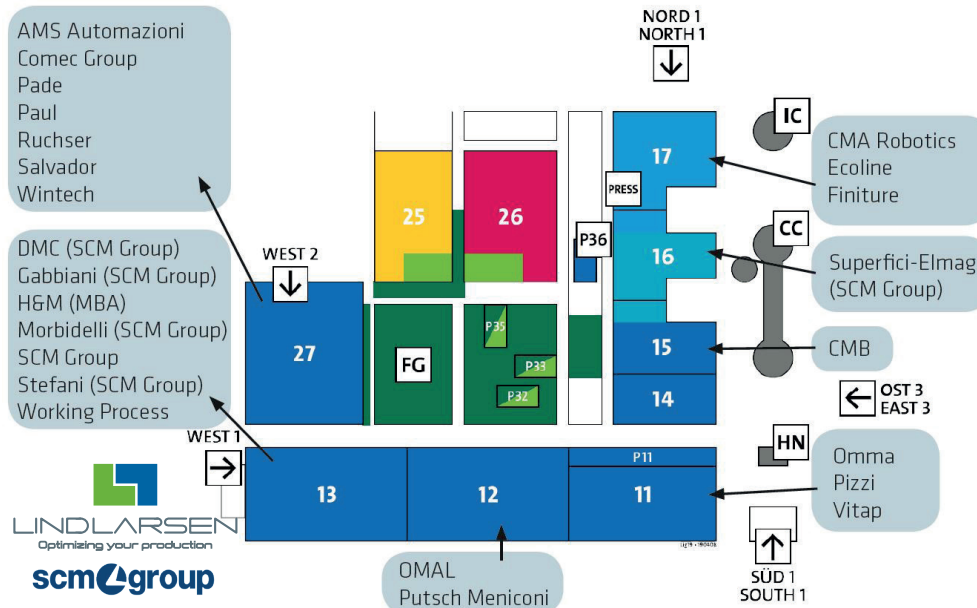 AMS Automazioni
Comec Group
Pade
Paul
Ruchser
Salvador
Wintech
DMC (SCM Group)
Gabbiani (SCM Group)
H&M (MBA)
Morbidelli (SCM Group)
SCM Group
Stefani (SCM Group)
Working Process
NORD 1
NORTH 1
IC
CMA Robotics
Ecoline
Finiture
17
PRESS
25
26
P36
16
CC
Superfici-Elmag
(SCM Group)
WEST 2
27
FG
P35
P33
P32
15
CMB
14
OST 3
EAST 3
WEST 1
HN
P11
13
12
11
Omma
Pizzi
Vitap
LINDLARSEN
Optimizing your production
scm group
OMAL
Putsch Meniconi
SÜD 1
SOUTH 1